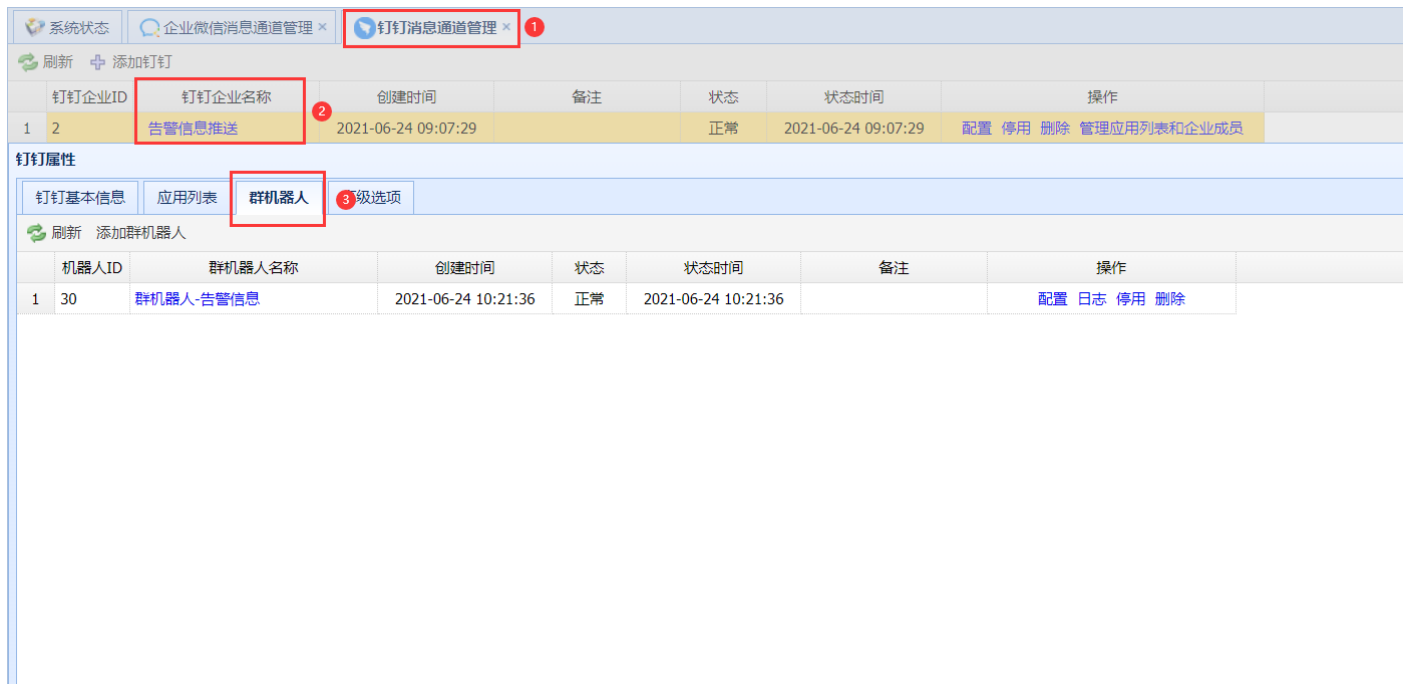 系统状态 企业微信消息通道管理 × 钉钉消息通道管理 × 1
刷新 添加钉钉
钉钉企业ID 钉钉企业名称 创建时间 备注 状态 状态时间 操作
2
1 2 告警信息推送 2021-06-24 09:07:29 正常 2021-06-24 09:07:29 配置 停用 删除 管理应用列表和企业成员
钉钉属性
钉钉基本信息 应用列表 群机器人 3 级选项
刷新 添加群机器人
机器人ID 群机器人名称 创建时间 状态 状态时间 备注 操作
1 30 群机器人-告警信息 2021-06-24 10:21:36 正常 2021-06-24 10:21:36 配置 日志 停用 删除